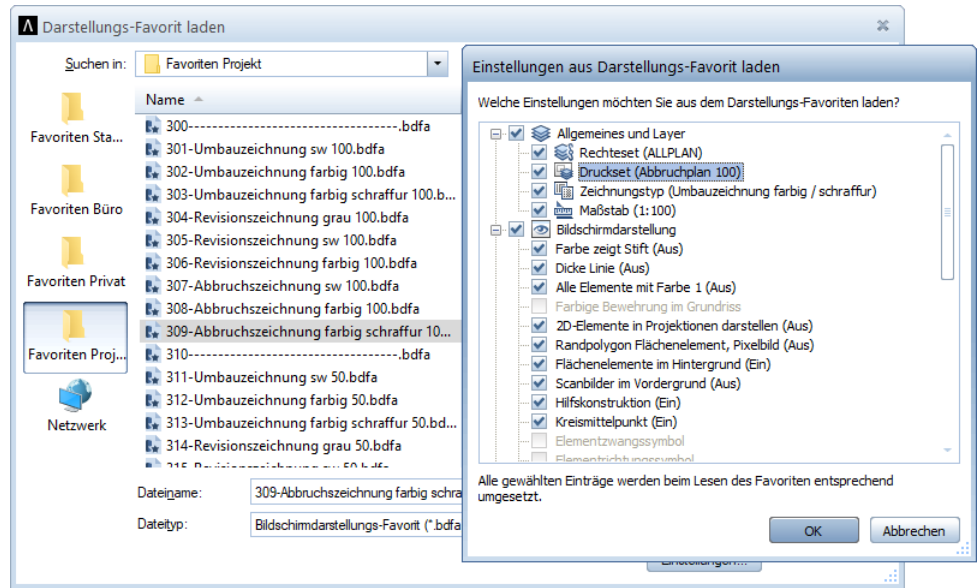 Darstellungs-Favorit laden
Suchen in:
Favoriten Projekt
Favoriten Sta...
Favoriten Büro
Favoriten Privat
Favoriten Proj...
Netzwerk
Name
300-----------------------------------.bdfa
301-Umbauzeichnung sw 100.bdfa
302-Umbauzeichnung farbig 100.bdfa
303-Umbauzeichnung farbig schraffur 100.b...
304-Revisionszeichnung grau 100.bdfa
305-Revisionszeichnung sw 100.bdfa
306-Revisionszeichnung farbig 100.bdfa
307-Abbruchszeichnung sw 100.bdfa
308-Abbruchszeichnung farbig 100.bdfa
309-Abbruchszeichnung farbig schraffur 10...
310-----------------------------------.bdfa
311-Umbauzeichnung sw 50.bdfa
312-Umbauzeichnung farbig 50.bdfa
313-Umbauzeichnung farbig schraffur 50.bd...
314-Revisionszeichnung grau 50.bdfa
Dateiname:
309-Abbruchszeichnung farbig schra
Dateityp:
Bildschirmdarstellungs-Favorit (*.bdfa
Einstellungen aus Darstellungs-Favorit laden
Welche Einstellungen möchten Sie aus dem Darstellungs-Favoriten laden?
Allgemeines und Layer
Rechteset (ALLPLAN)
Druckset (Abbruchplan 100)
Zeichnungstyp (Umbauzeichnung farbig / schraffur)
Maßstab (1:100)
Bildschirmdarstellung
Farbe zeigt Stift (Aus)
Dicke Linie (Aus)
Alle Elemente mit Farbe 1 (Aus)
Farbige Bewehrung im Grundriss
2D-Elemente in Projektionen darstellen (Aus)
Randpolygon Flächenelement, Pixelbild (Aus)
Flächenelemente im Hintergrund (Ein)
Scanbilder im Vordergrund (Aus)
Hilfskonstruktion (Ein)
Kreismittelpunkt (Ein)
Elementzwangssymbol
Elementrichtungssymbol
Alle gewählten Einträge werden beim Lesen des Favoriten entsprechend
umgesetzt.
OK
Abbrechen